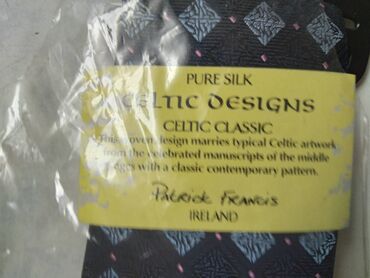 PURE SILK
CELTIC DESIGNS
CELTIC CLASSIC
This woven design marries typical Celtic artwork
from the celebrated manuscripts of the middle
ages with a classic contemporary pattern.
Patrick Francis
IRELAND